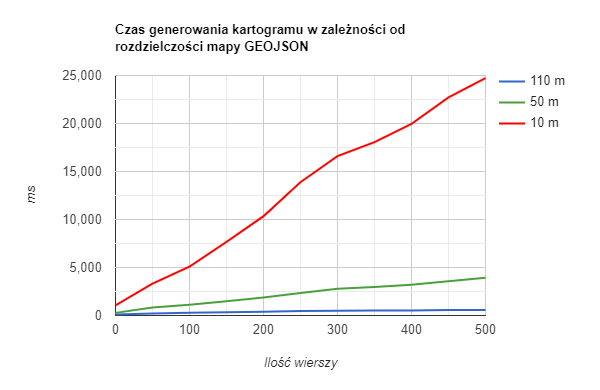 Czas generowania kartogramu w zależności od
rozdzielczości mapy GEOJSON
25,000
20,000
15,000
10,000
5,000
0
ms
0 100 200 300 400 500
Ilość wierszy
110 m
50 m
10 m